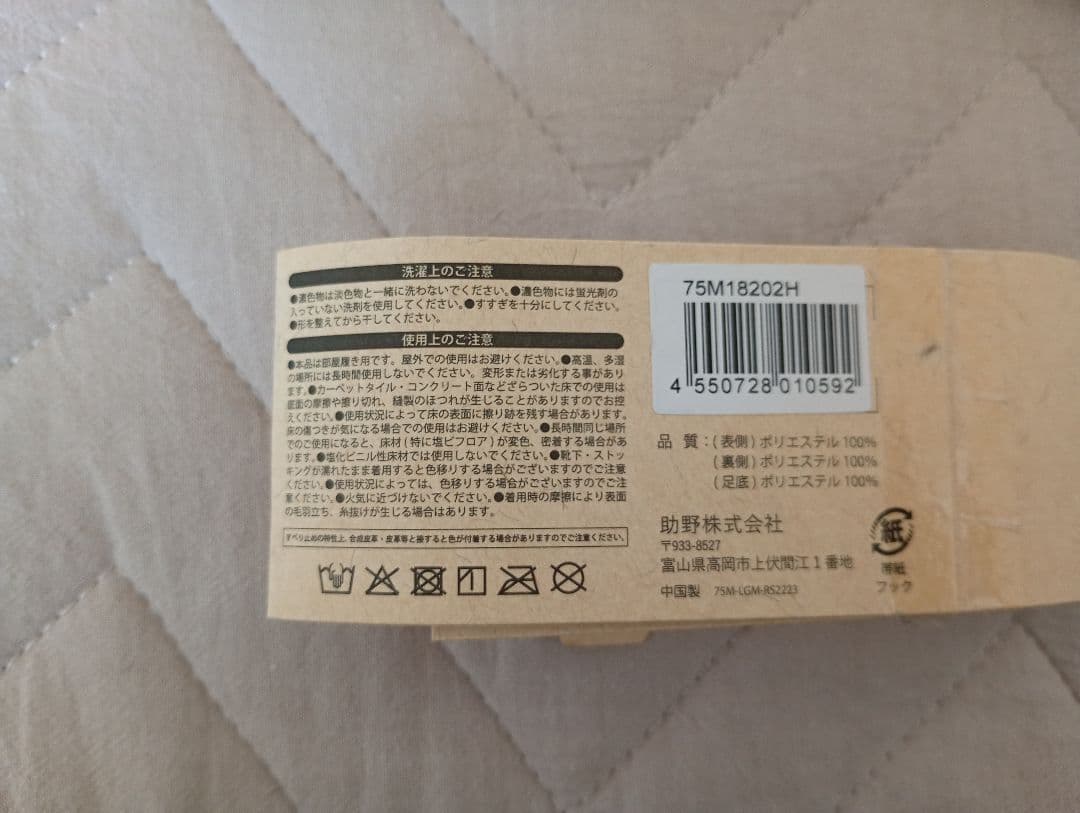 洗濯上のご注意
●濃色物は淡色物と一緒に洗わないでください。●濃色物には蛍光剤の
入っていない洗剤を使用してください。●すすぎを十分にしてください。
●形を整えてから干してください。
使用上のご注意
●本品は部屋履き用です。屋外での使用はお避けください。●高温、多湿
の場所には長時間使用しないでください。変形または劣化する事があり
ます。●カーペットタイル・コンクリート面などざらついた床での使用は
底面の摩擦や擦り切れ、縫製のほつれが生じることがありますのでお控
えください。●使用状況によって床の表面に擦り跡を残す場合があります。
床の傷つきが気になる場合での使用はお避けください。●長時間同じ場所
でのご使用になると、床材(特に塩ビフロア)が変色、密着する場合があり
ます。●塩化ビニル性床材では使用しないでください。●靴下・ストッ
キングが濡れたまま着用すると色移りする場合がございますのでご注意
ください。●使用状況によっては、色移りする場合がございますのでご注
意ください。●火気に近づけないでください。●着用時の摩擦により表面
の毛羽立ち、糸抜けが生じる場合はあります。
すべり止めの特性上、合成皮革・皮革等と接すると色が付着する場合がありますのでご注意ください。
75M18202H
4 550728 010592
品 質:(表側)ポリエステル 100%
(裏側)ポリエステル 100%
(足底)ポリエステル 100%
助野株式会社
〒933-8527
富山県高岡市上伏間江1番地
中国製 75M-LGM-RS2223
紙
帯紙
フック